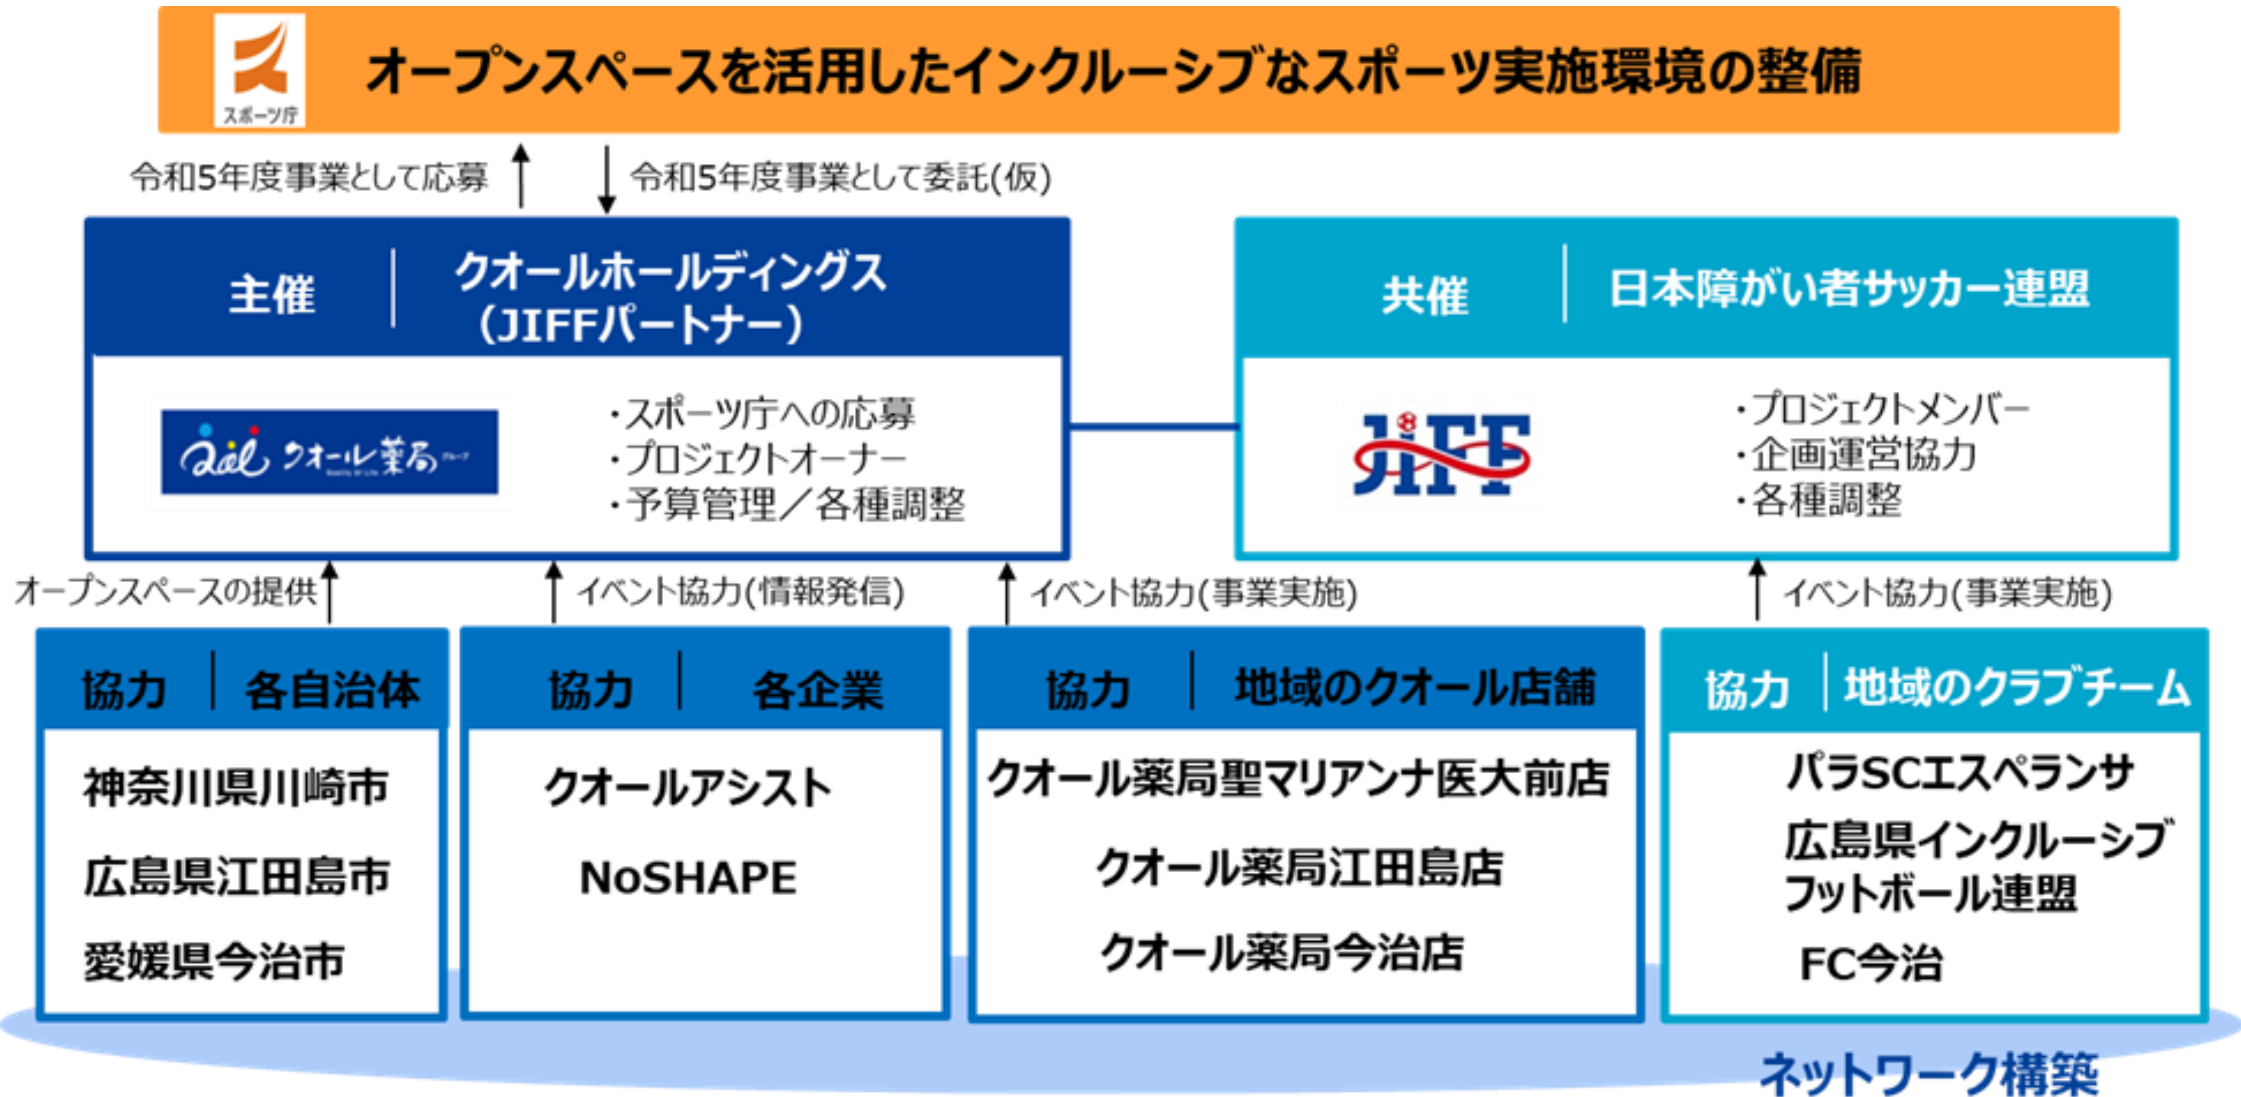 オープンスペースを活用したインクルーシブなスポーツ実施環境の整備
スポーツ庁
令和5年度事業として応募
令和5年度事業として委託(仮)
主催
クオールホールディングス
（JIFFパートナー）
クオール薬局
・スポーツ庁への応募
・プロジェクトオーナー
・予算管理／各種調整
共催
日本障がい者サッカー連盟
JiFF
・プロジェクトメンバー
・企画運営協力
・各種調整
オープンスペースの提供
イベント協力(情報発信)
イベント協力(事業実施)
イベント協力(事業実施)
協力
各自治体
神奈川県川崎市
広島県江田島市
愛媛県今治市
協力
各企業
クオールアシスト
NoSHAPE
協力
地域のクオール店舗
クオール薬局聖マリアンナ医大前店
クオール薬局江田島店
クオール薬局今治店
協力
地域のクラブチーム
パラSCエスペランサ
広島県インクルーシブ
フットボール連盟
FC今治
ネットワーク構築